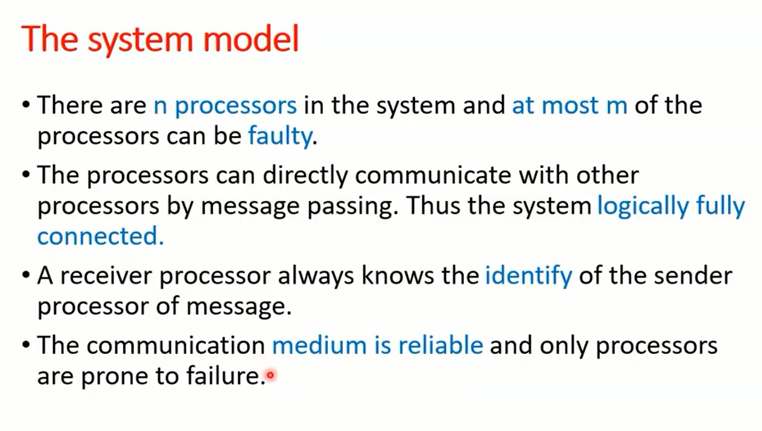 The system model
• There are n processors in the system and at most m of the
processors can be faulty.
• The processors can directly communicate with other
processors by message passing. Thus the system logically fully
connected.
• A receiver processor always knows the identify of the sender
processor of message.
• The communication medium is reliable and only processors
are prone to failure.